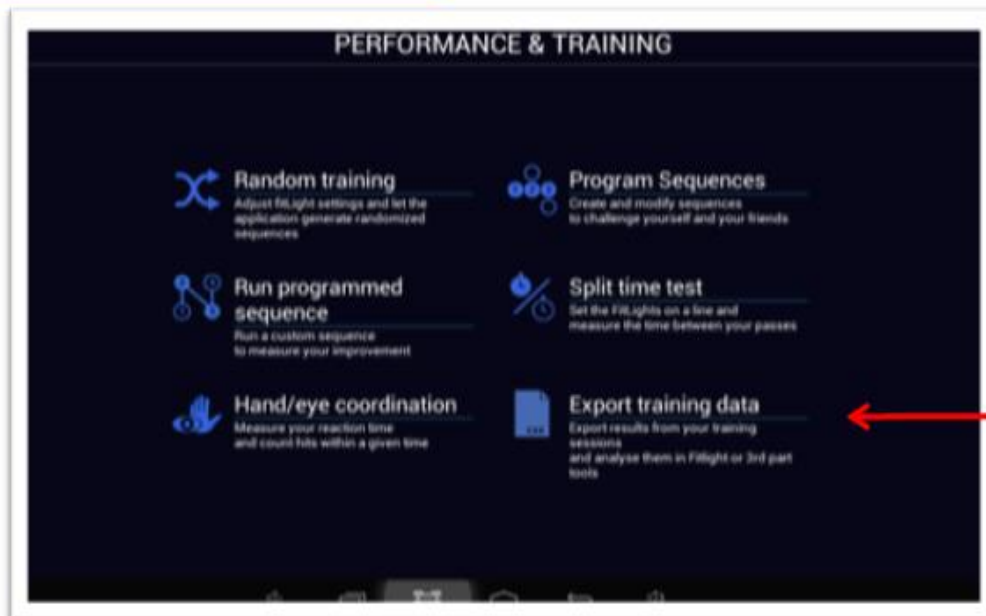 PERFORMANCE & TRAINING
Random training
Adjust fitLight settings and let the
application generate randomized
sequences
Program Sequences
Create and modify sequences
to challenge yourself and your friends
Run programmed
sequence
Run a custom sequence
to measure your improvement
Split time test
Set the FitLights on a line and
measure the time between your passes
Hand/eye coordination
Measure your reaction time
and count hits within a given time
Export training data
Export results from your training
sessions
and analyse them in Fitlight or 3rd part
tools